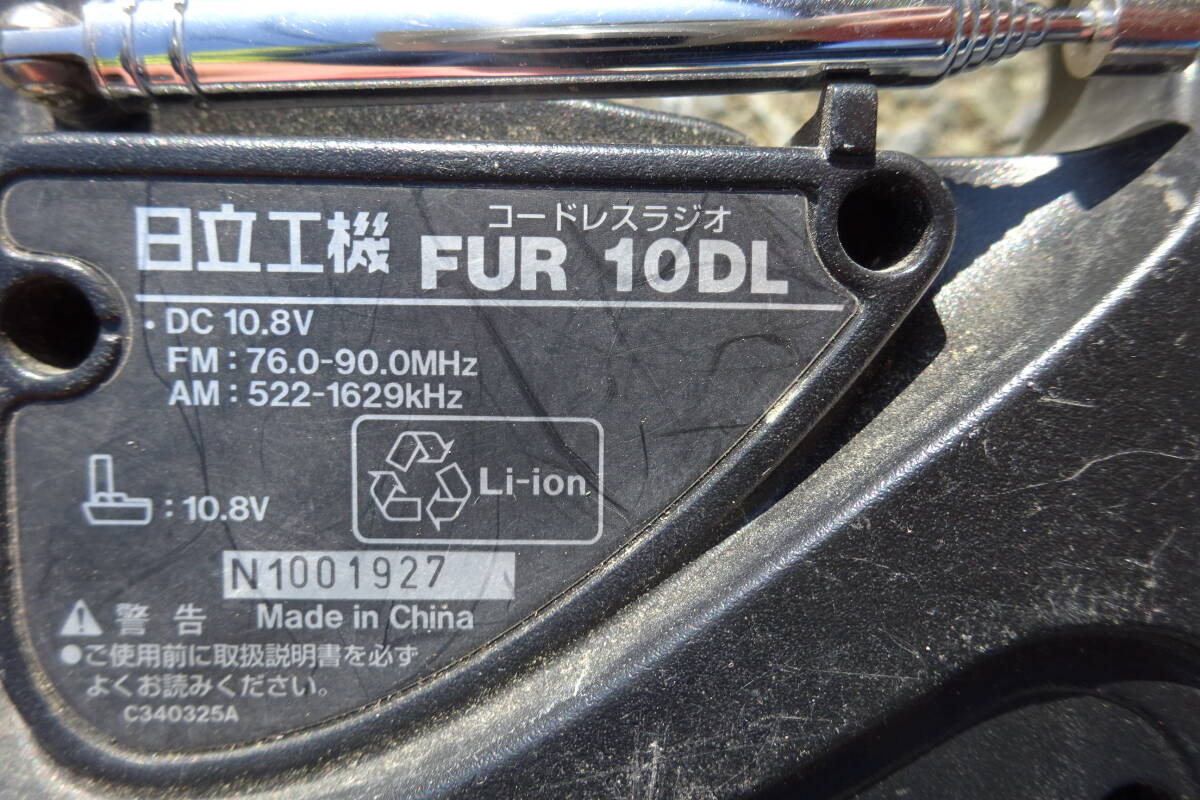 日立工機
コードレスラジオ
FUR 10DL
・DC 10.8V
FM : 76.0-90.0MHz
AM : 522-1629kHz
: 10.8V
Li-ion
N1001927
警告
Made in China
●ご使用前に取扱説明書を必ず
よくお読みください。
C340325A